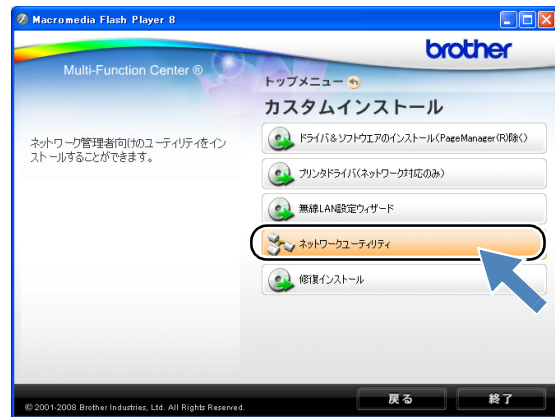 Macromedia Flash Player 8
brother
Multi-Function Center ®
トップメニュー
カスタムインストール
ネットワーク管理者向けのユーティリティをイン
ストールすることができます。
ドライバ&ソフトウエアのインストール(PageManager(R)除く)
プリンタドライバ(ネットワーク対応のみ)
無線LAN設定ウィザード
ネットワークユーティリティ
修復インストール
© 2001-2008 Brother Industries, Ltd. All Rights Reserved.
戻る
終了